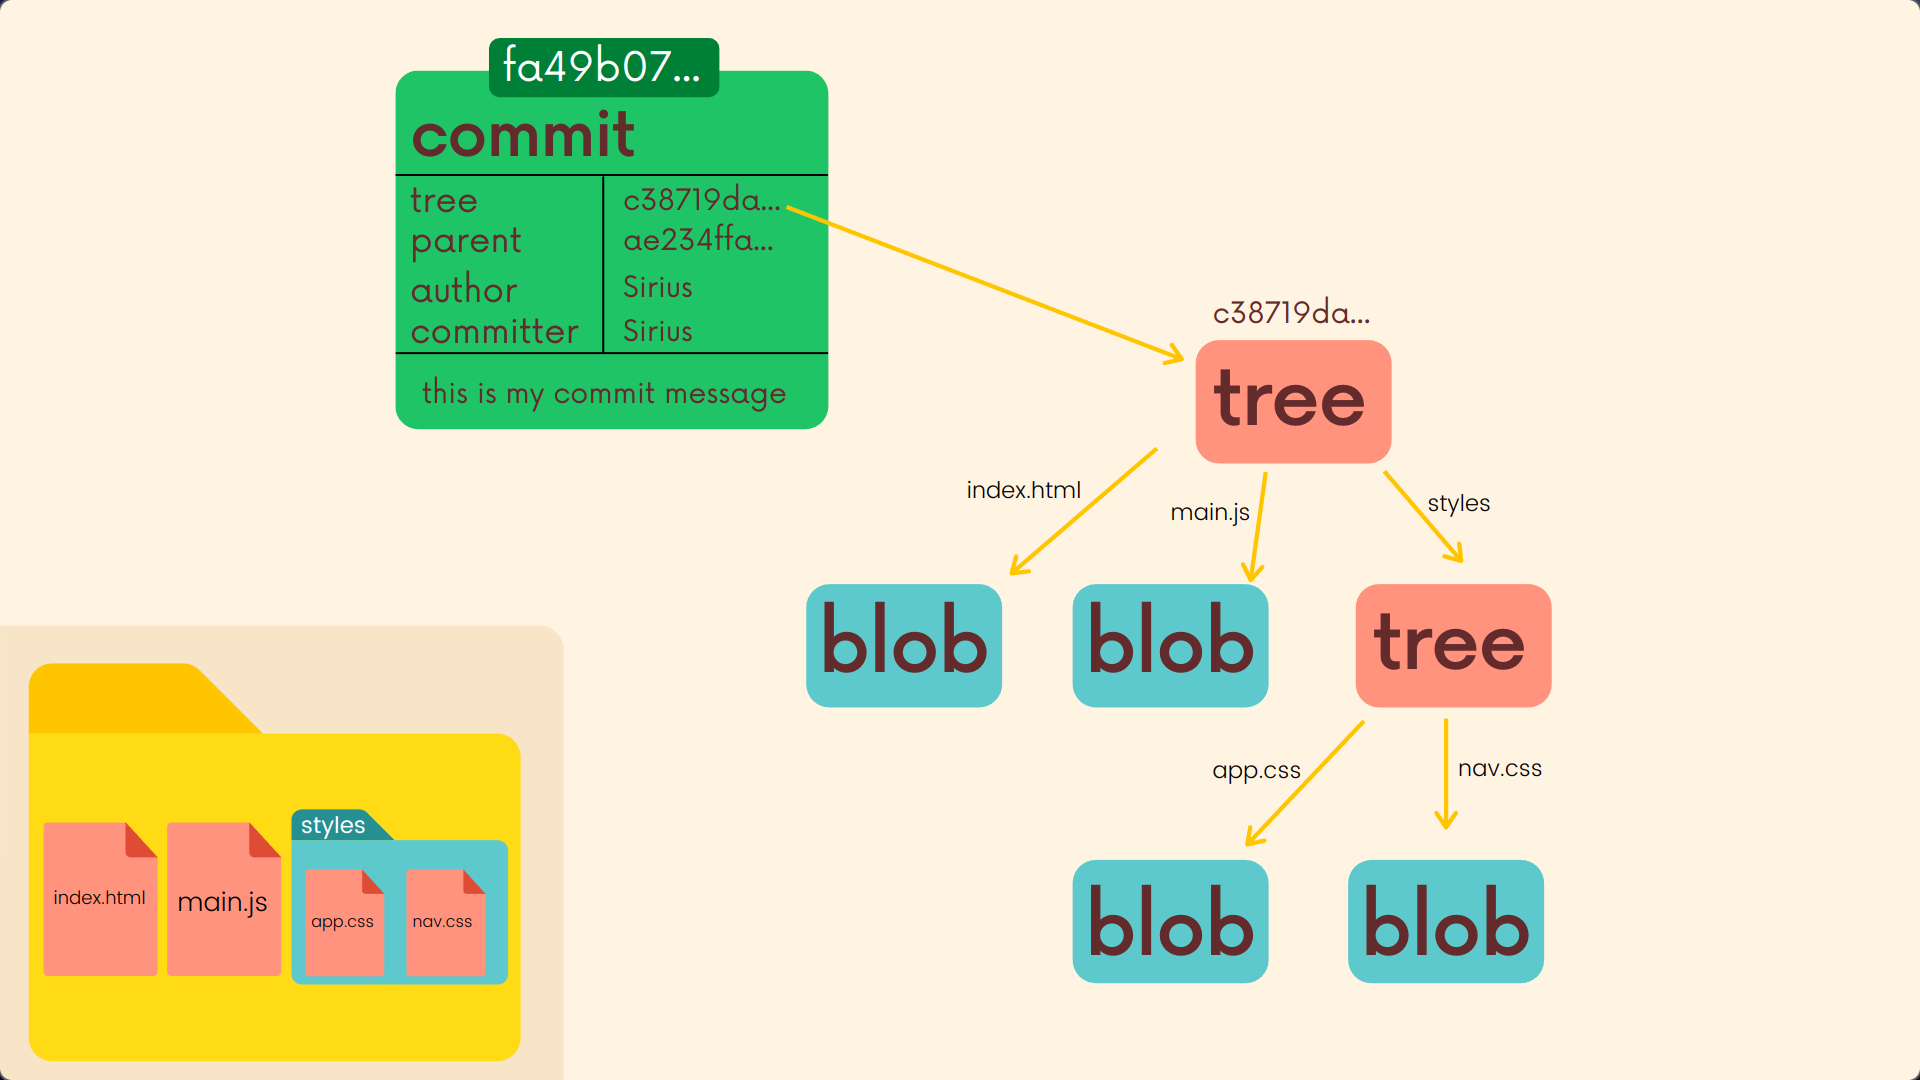 fa49b07...
commit
tree c38719da...
parent ae234ffa...
author Sirius
committer Sirius
this is my commit message
c38719da...
tree
index.html
main.js
styles
blob
blob
tree
app.css
nav.css
blob
blob
styles
index.html
main.js
app.css
nav.css